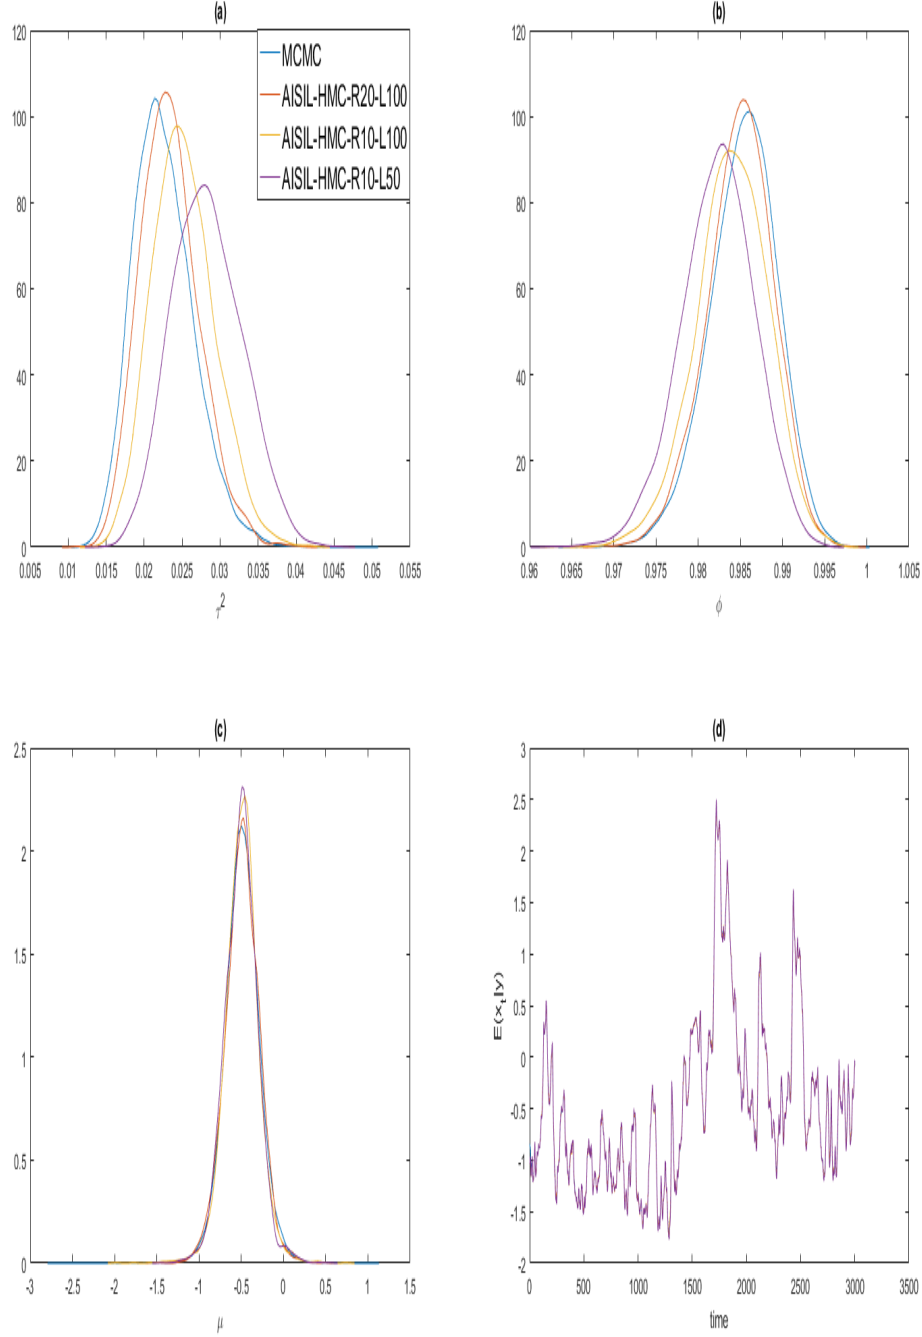 (a)
120
100
80
60
40
20
0
0.005 0.01 0.015 0.02 0.025 0.03 0.035 0.04 0.045 0.05 0.055
τ²
MCMC
AISIL-HMC-R20-L100
AISIL-HMC-R10-L100
AISIL-HMC-R10-L50
(b)
120
100
80
60
40
20
0
0.96 0.965 0.97 0.975 0.98 0.985 0.99 0.995 1 1.005
ϕ
(c)
2.5
2
1.5
1
0.5
0
-3 -2.5 -2 -1.5 -1 -0.5 0 0.5 1 1.5
μ
(d)
3
2.5
2
1.5
1
0.5
0
-0.5
-1
-1.5
-2
E(x_t|y)
0 500 1000 1500 2000 2500 3000 3500
time